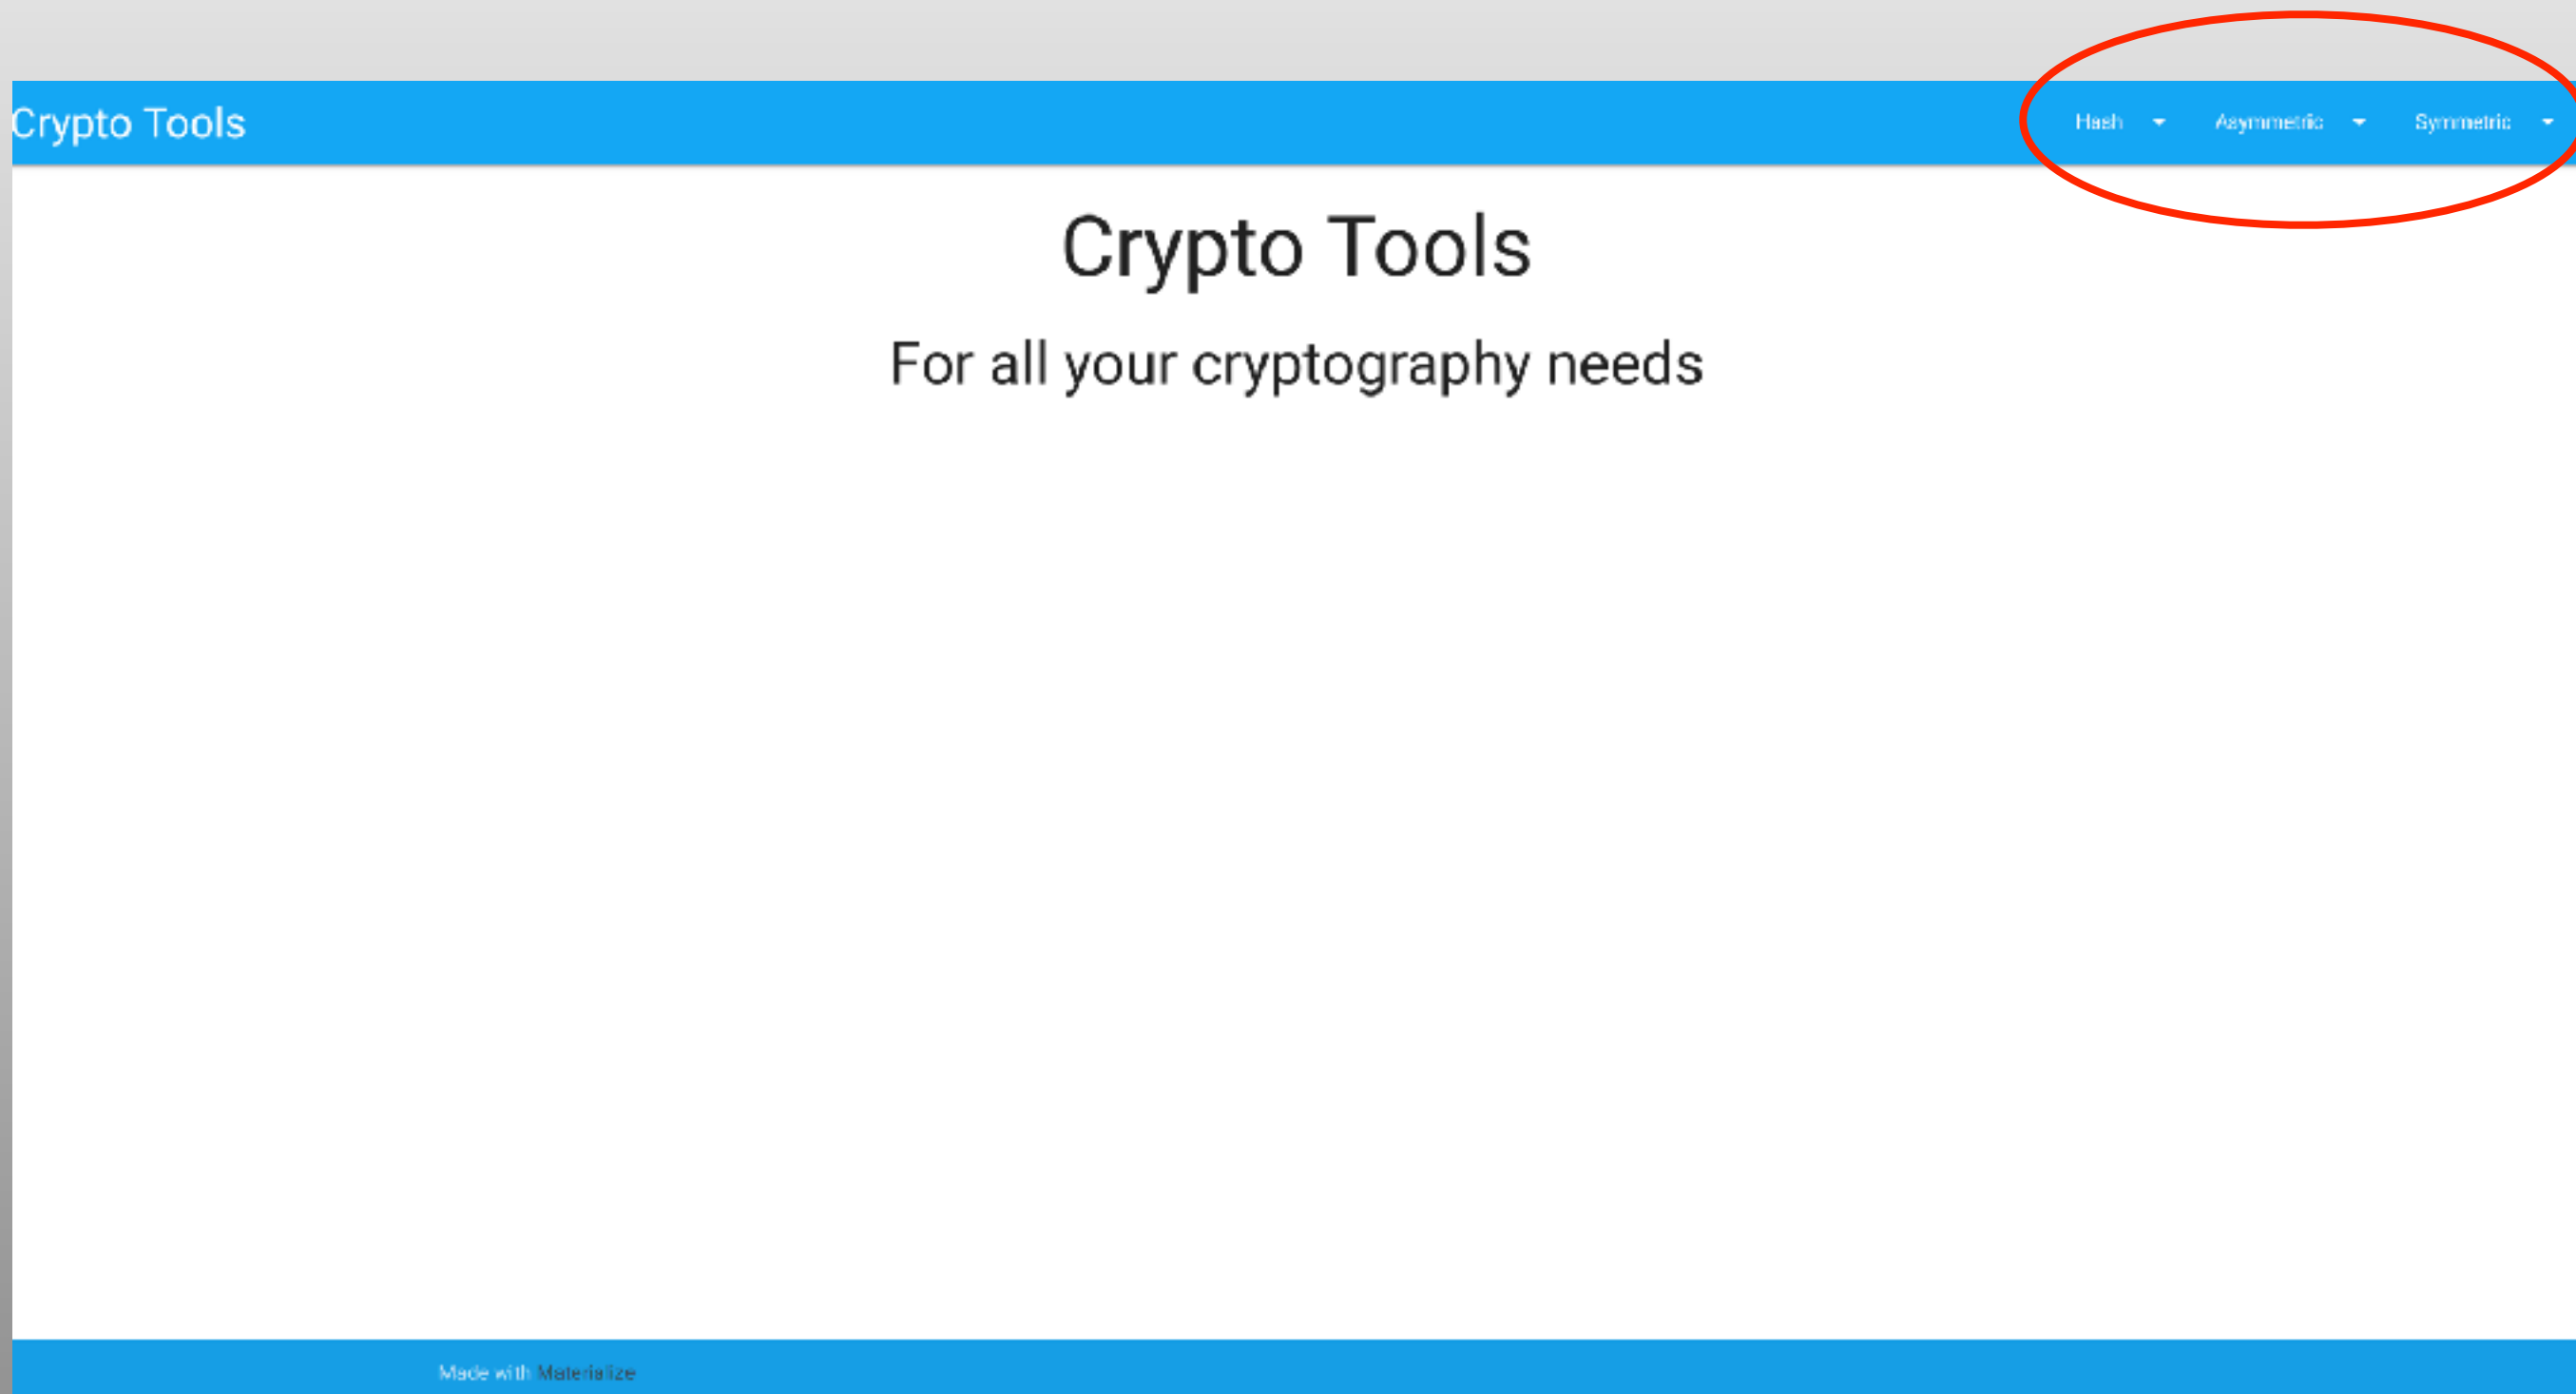 Crypto Tools
Hash Asymmetric Symmetric
Crypto Tools
For all your cryptography needs
Made with Materialize